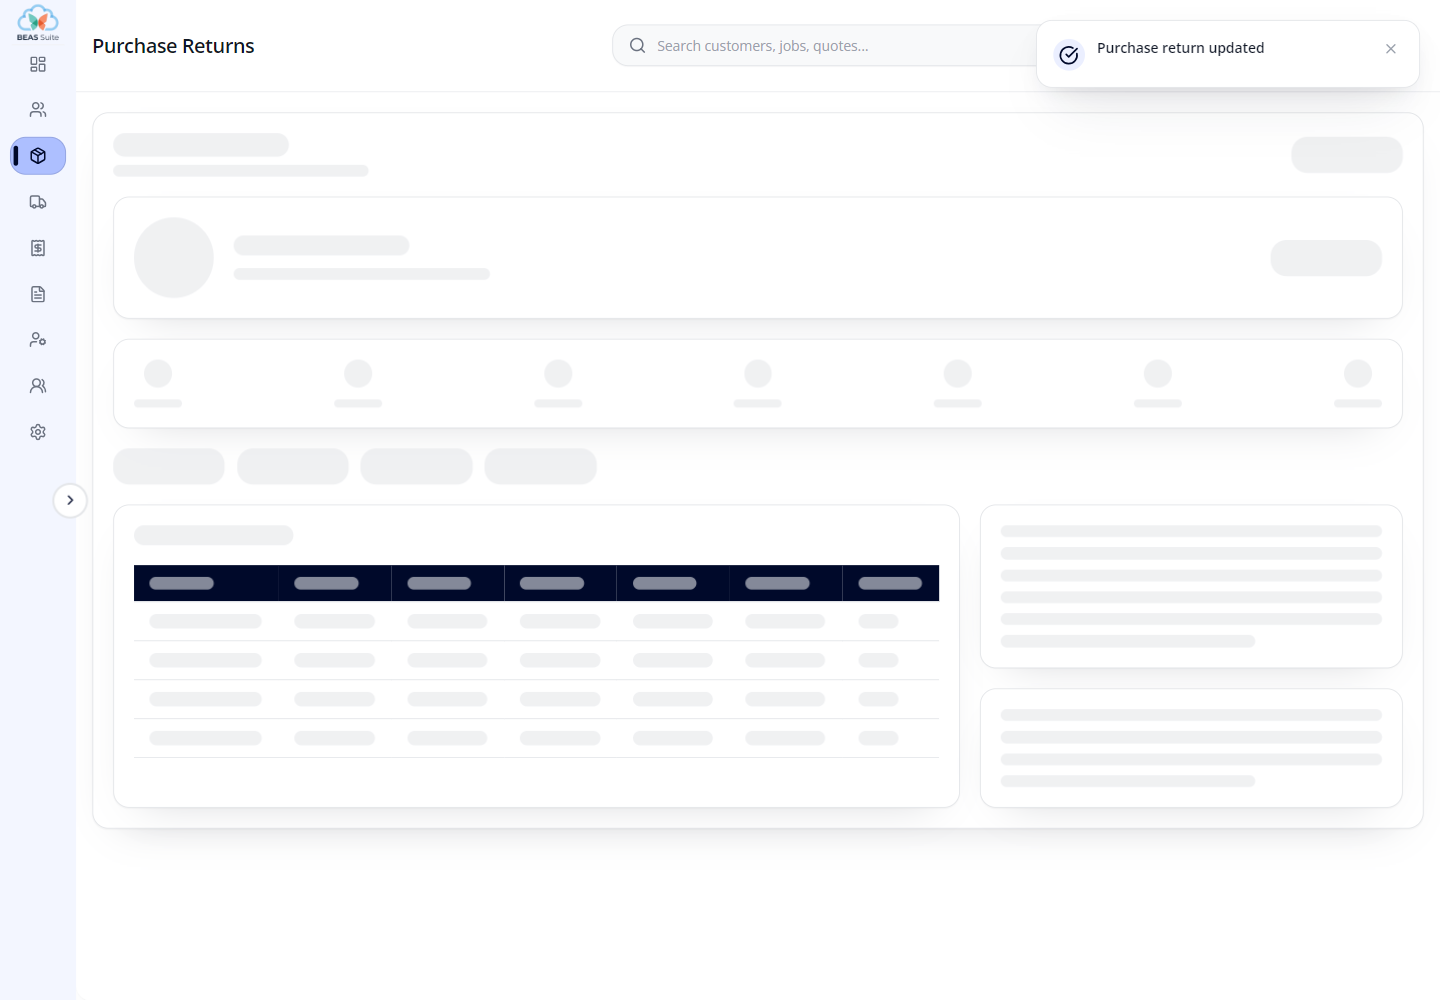 BEAS Suite
Purchase Returns
Search customers, jobs, quotes...
Purchase return updated